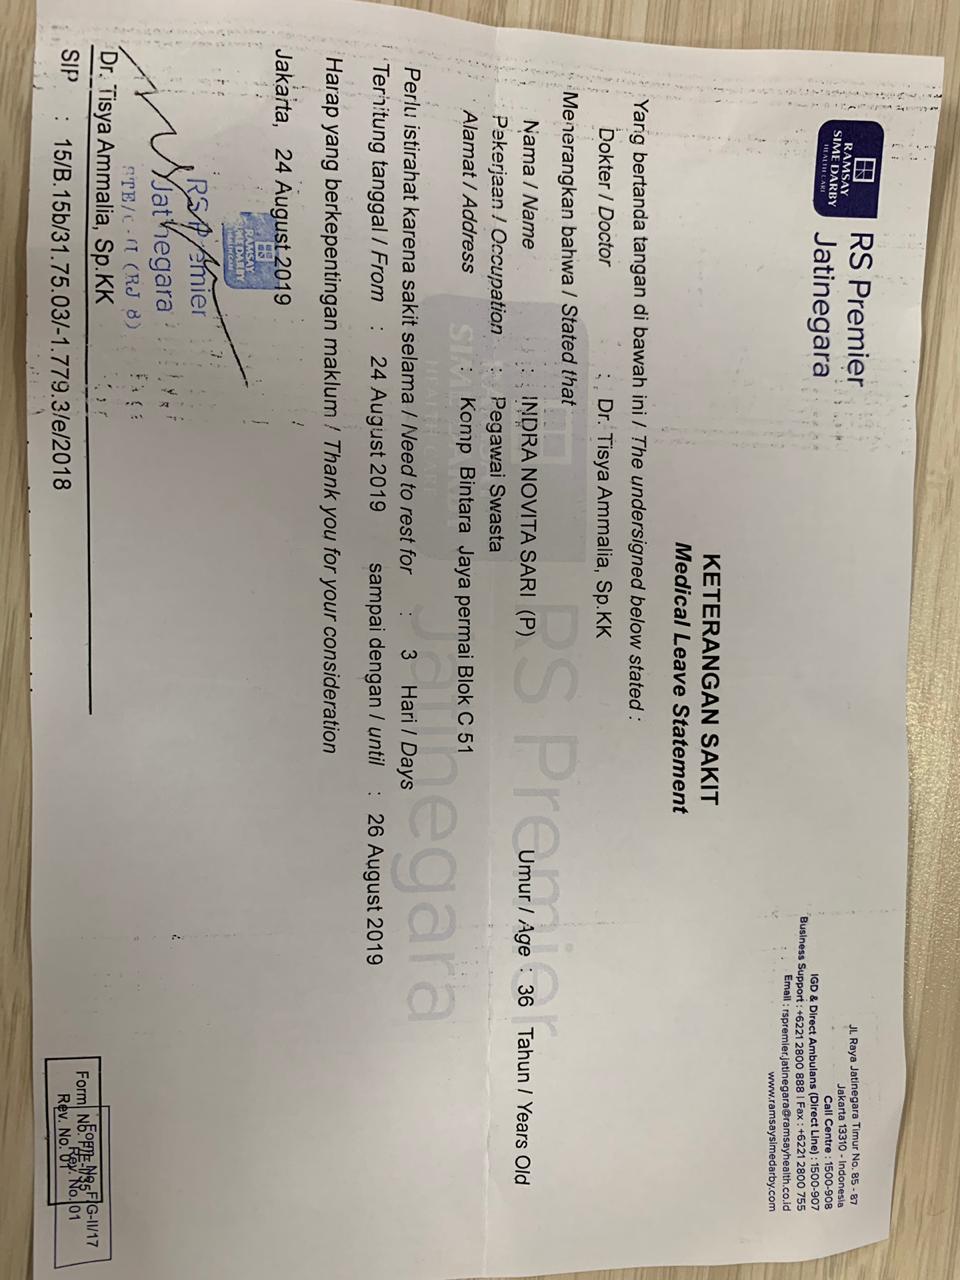 RAMSAY
SIME DARBY
HEALTH CARE
RS Premier
Jatinegara
Jl. Raya Jatinegara Timur No. 85 - 87
Jakarta 13310 - Indonesia
Call Centre : 1500-908
IGD & Direct Ambulans (Direct Line) : 1500-907
Business Support : +6221 2800 888 I Fax : +6221 2800 755
Email : rspremier.jatinegara@ramsayhealth.co.id
www.ramsaysimedarby.com
KETERANGAN SAKIT
Medical Leave Statement
Yang bertanda tangan di bawah ini / The undersigned below stated :
Dokter / Doctor : Dr. Tisya Ammalia, Sp.KK
Menerangkan bahwa / Stated that
Nama / Name : INDRA NOVITA SARI (P) Umur / Age : 36 Tahun / Years Old
Pekerjaan / Occupation : Pegawai Swasta
Alamat / Address : Komp Bintara Jaya permai Blok C 51
Perlu istirahat karena sakit selama / Need to rest for : 3 Hari / Days
Terhitung tanggal / From : 24 August 2019 sampai dengan / until : 26 August 2019
Harap yang berkepentingan maklum / Thank you for your consideration
Jakarta, 24 August 2019
RAMSAY
SIME DARBY
RS Premier
Jatinegara
Dr. Tisya Ammalia, Sp.KK
SIP : 15/B.15b/31.75.03/-1.779.3/e/2018
RS Premier
Jatinegara
Form No.
Rev. No. 01